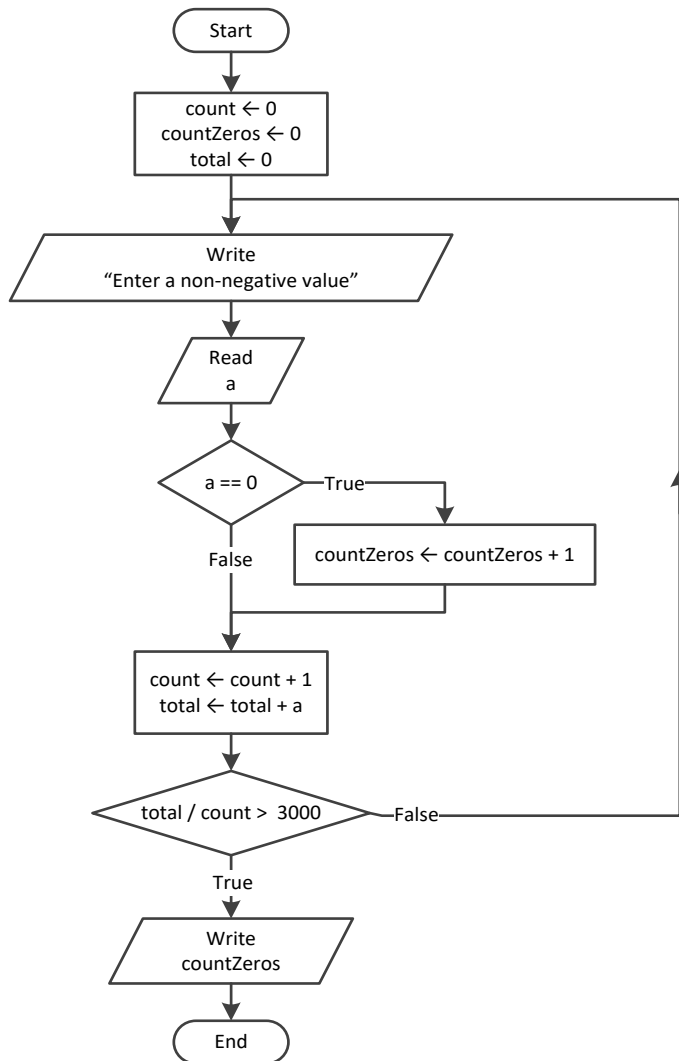 Start
count ← 0
countZeros ← 0
total ← 0
Write
“Enter a non-negative value”
Read
a
a == 0
True
False
countZeros ← countZeros + 1
count ← count + 1
total ← total + a
total / count >  3000
False
True
Write
countZeros
End